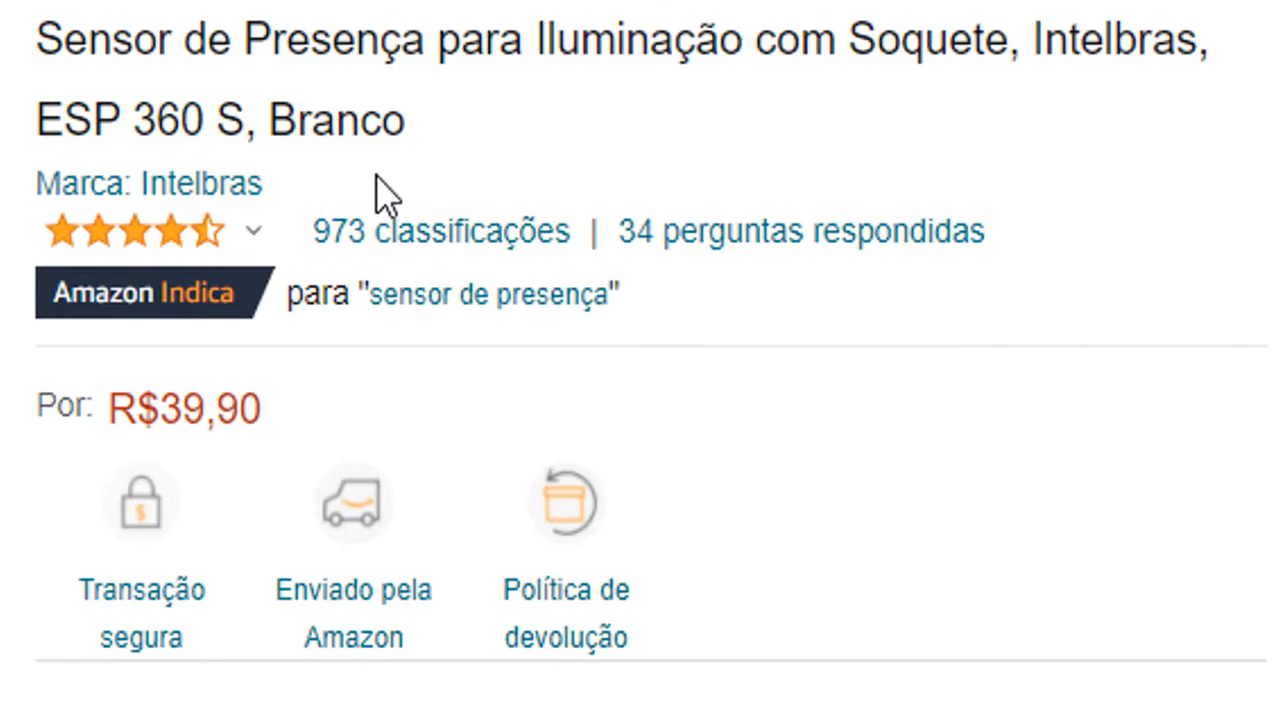 Sensor de Presença para Iluminação com Soquete, Intelbras,
ESP 360 S, Branco
Marca: Intelbras
973 classificações | 34 perguntas respondidas
Amazon Indica para "sensor de presença"
Por: R$39,90
Transação segura
Enviado pela Amazon
Política de devolução